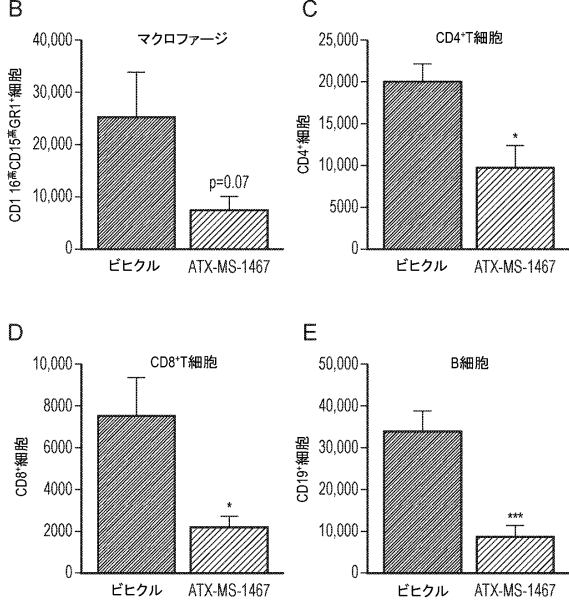 B
マクロファージ
CD1 16高CD15高GR1+細胞
40,000
30,000
20,000
10,000
0
p=0.07
ビヒクル
ATX-MS-1467
C
CD4+T細胞
CD4+細胞
25,000
20,000
15,000
10,000
5000
0
*
ビヒクル
ATX-MS-1467
D
CD8+T細胞
CD8+細胞
10,000
8000
6000
4000
2000
0
*
ビヒクル
ATX-MS-1467
E
B細胞
CD19+細胞
50,000
40,000
30,000
20,000
10,000
0
***
ビヒクル
ATX-MS-1467